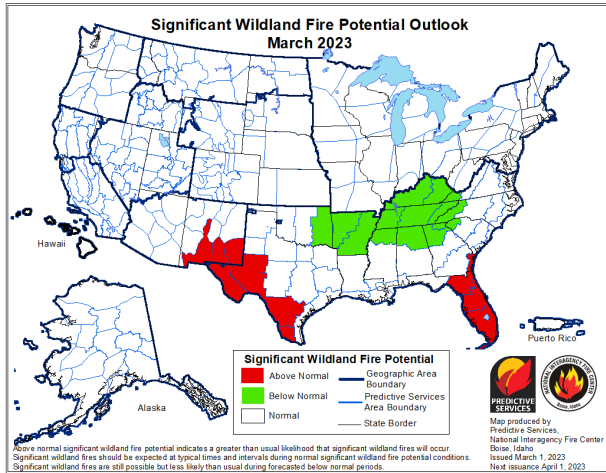 Significant Wildland Fire Potential Outlook
March 2023
Hawaii
Alaska
Puerto Rico
Significant Wildland Fire Potential
Above Normal
Below Normal
Normal
Geographic Area
Boundary
Predictive Services
Area Boundary
State Border
PREDICTIVE
SERVICES
NATIONAL INTERAGENCY FIRE CENTER
Boise, Idaho
Map produced by
Predictive Services,
National Interagency Fire Center
Boise, Idaho
Issued March 1, 2023
Next issuance April 1, 2023
Above normal significant wildland fire potential indicates a greater than usual likelihood that significant wildland fires will occur.
Significant wildland fires should be expected at typical times and intervals during normal significant wildland fire potential conditions.
Significant wildland fires are still possible but less likely than usual during forecasted below normal periods.